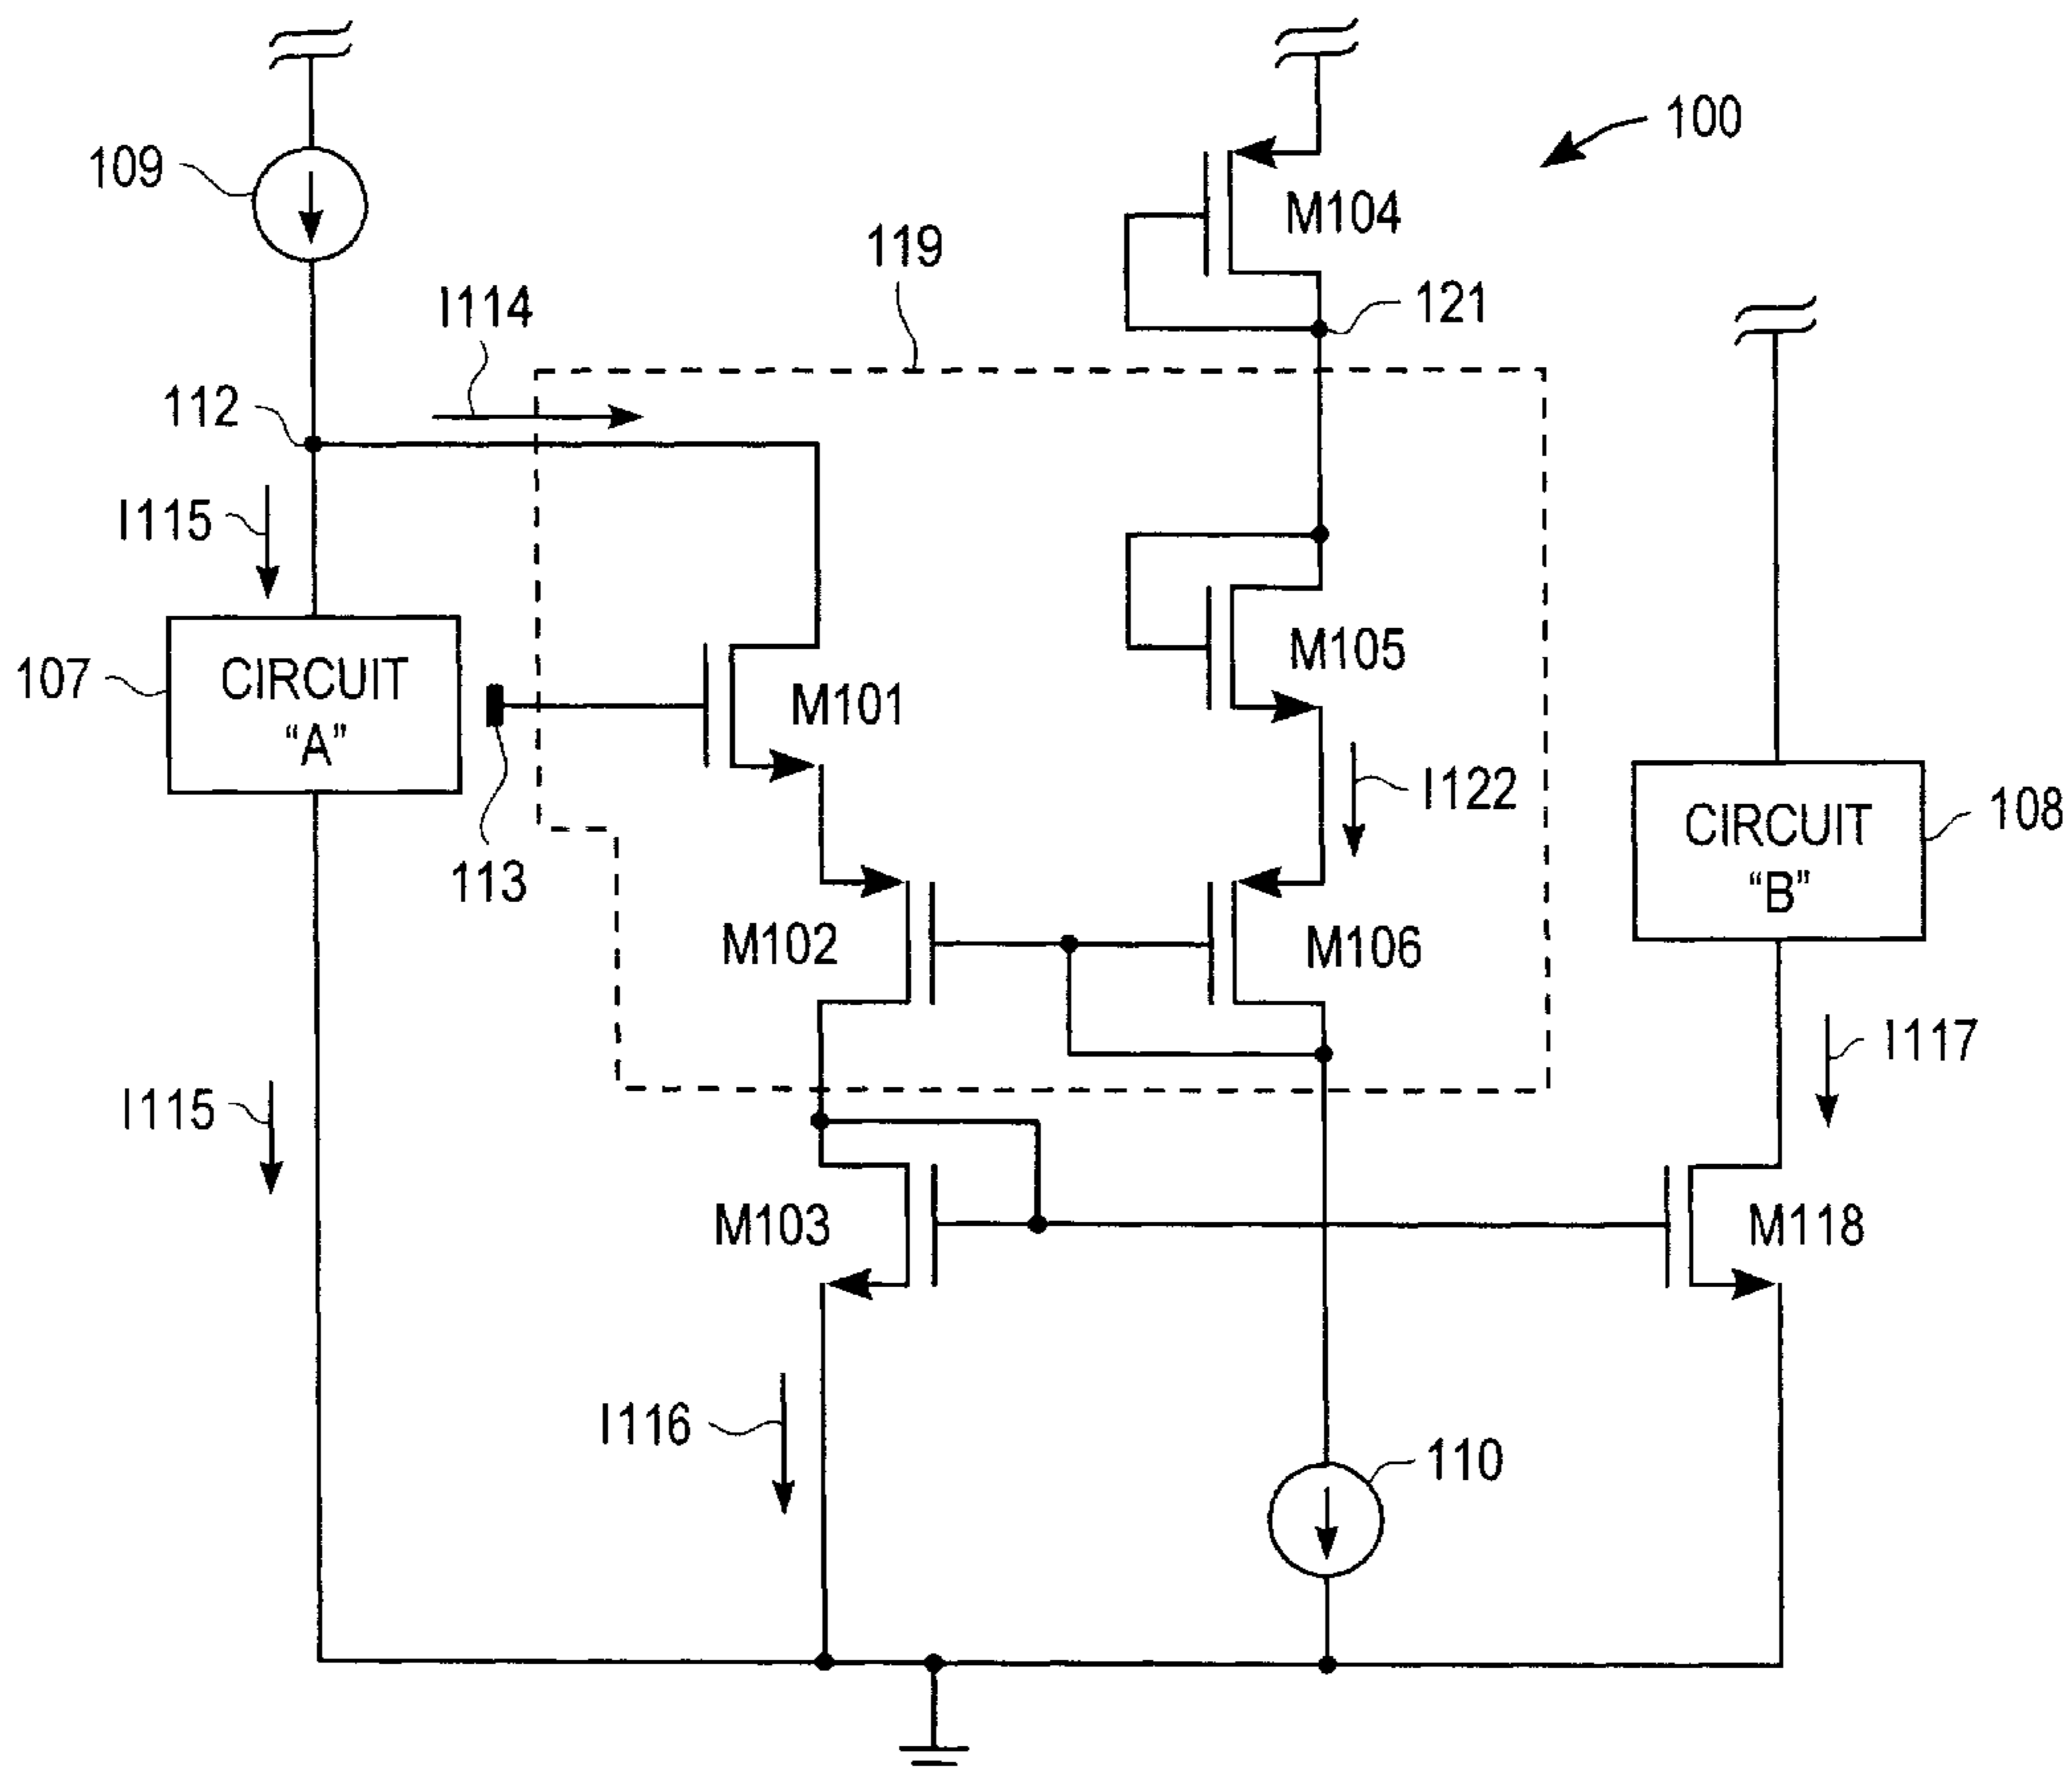 100
109
M104
119
I114
121
112
I115
107
CIRCUIT
"A"
M101
M105
I122
113
108
CIRCUIT
"B"
M102
M106
I117
I115
M103
M118
I116
110